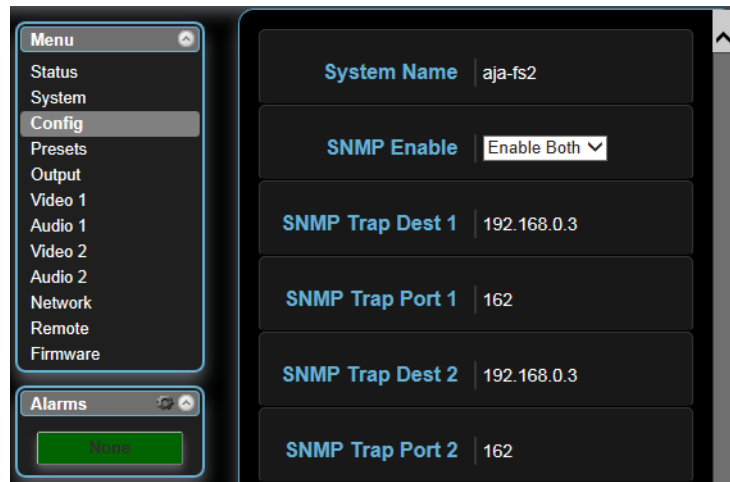 Menu
Status
System
Config
Presets
Output
Video 1
Audio 1
Video 2
Audio 2
Network
Remote
Firmware
Alarms
None
System Name aja-fs2
SNMP Enable Enable Both
SNMP Trap Dest 1 192.168.0.3
SNMP Trap Port 1 162
SNMP Trap Dest 2 192.168.0.3
SNMP Trap Port 2 162